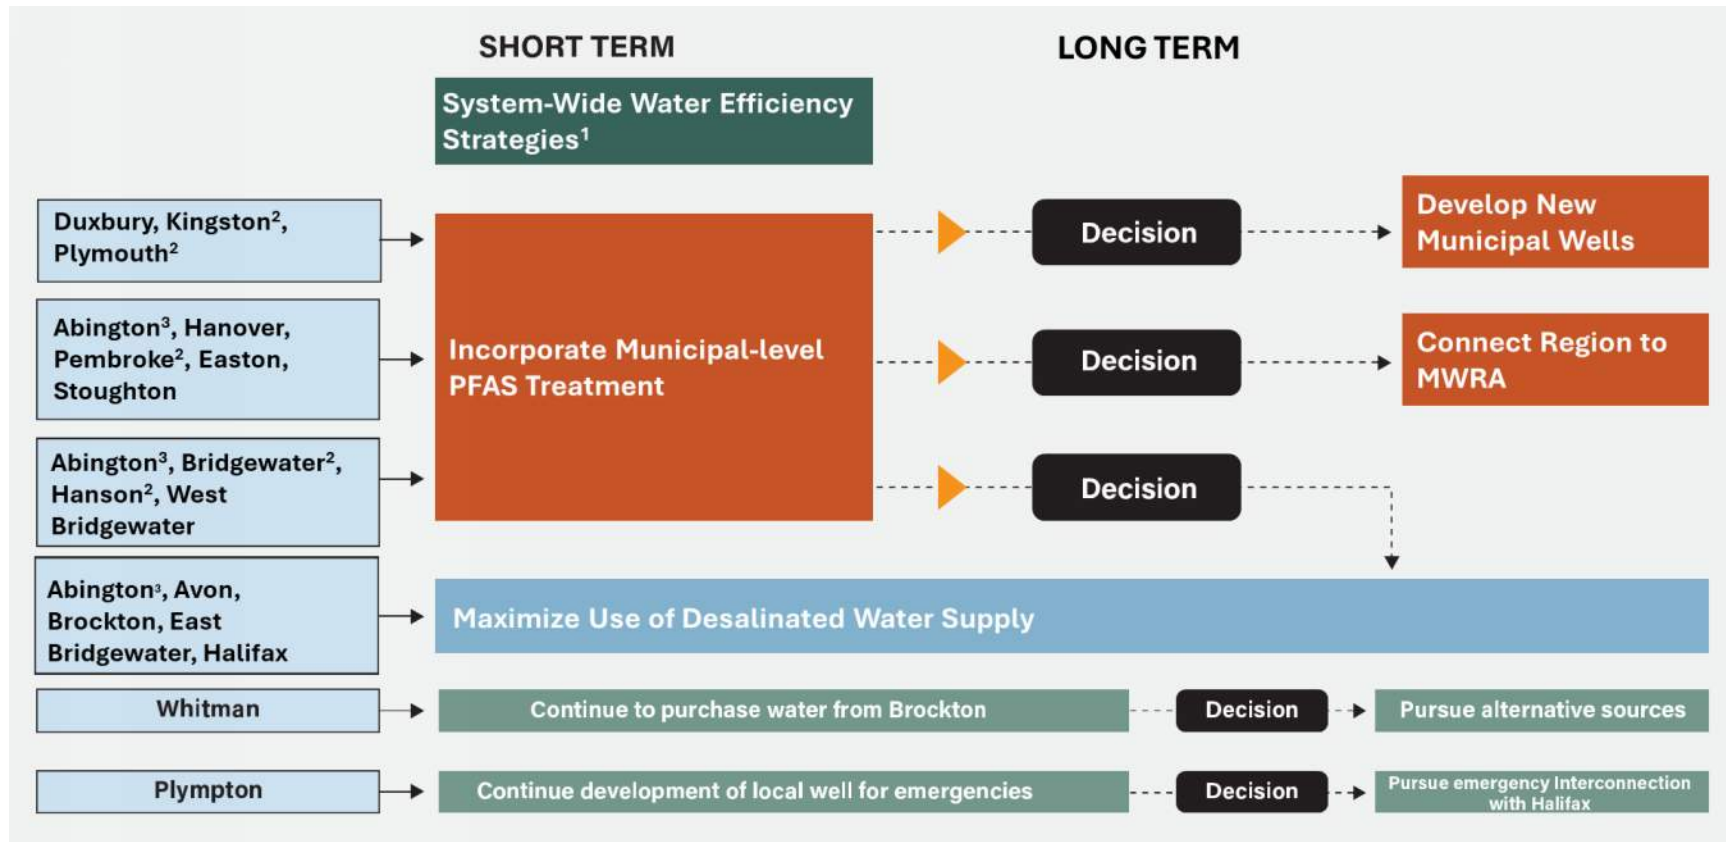 SHORT TERM
LONG TERM
System-Wide Water Efficiency
Strategies¹
Duxbury, Kingston²,
Plymouth²
Decision
Develop New
Municipal Wells
Abington³, Hanover,
Pembroke², Easton,
Stoughton
Incorporate Municipal-level
PFAS Treatment
Decision
Connect Region to
MWRA
Abington³, Bridgewater²,
Hanson², West
Bridgewater
Decision
Abington³, Avon,
Brockton, East
Bridgewater, Halifax
Maximize Use of Desalinated Water Supply
Whitman
Continue to purchase water from Brockton
Decision
Pursue alternative sources
Plympton
Continue development of local well for emergencies
Decision
Pursue emergency Interconnection
with Halifax